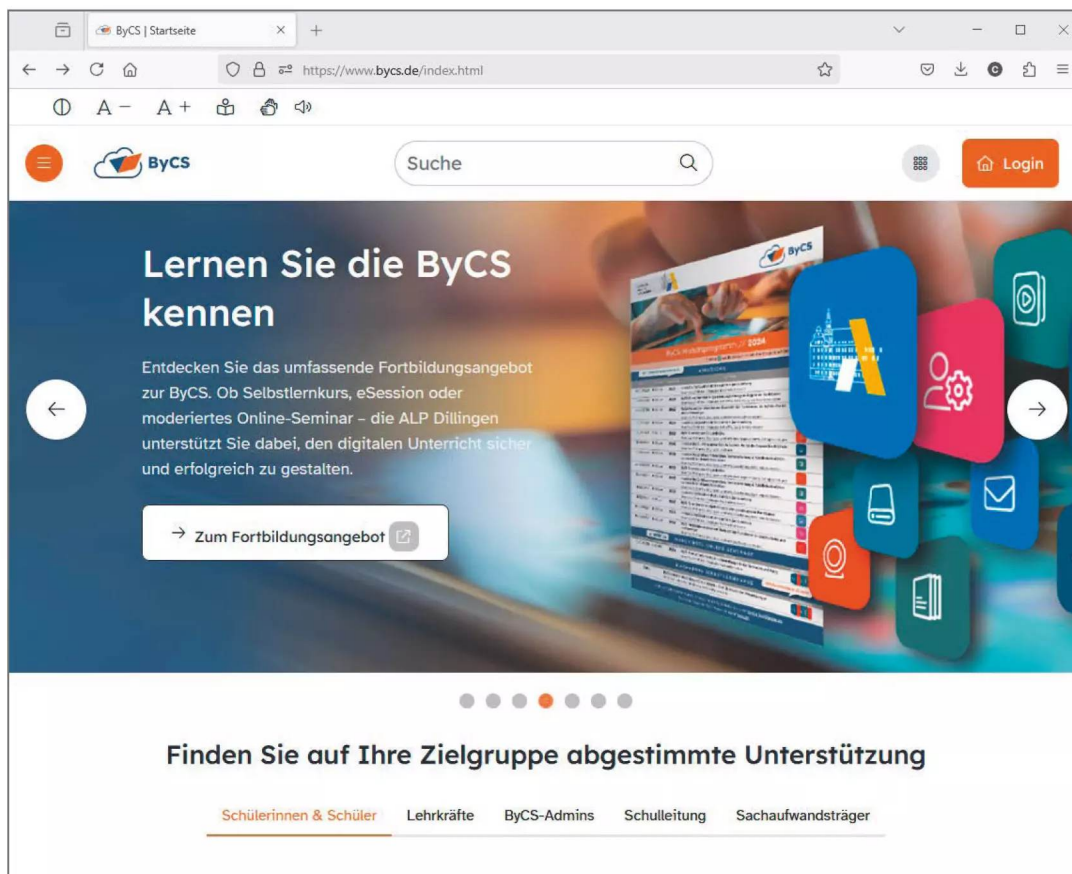 ByCS | Startseite
https://www.bycs.de/index.html
A− A+
ByCS
Suche
Login
Lernen Sie die ByCS
kennen
Entdecken Sie das umfassende Fortbildungsangebot
zur ByCS. Ob Selbstlernkurs, eSession oder
moderiertes Online-Seminar – die ALP Dillingen
unterstützt Sie dabei, den digitalen Unterricht sicher
und erfolgreich zu gestalten.
→ Zum Fortbildungsangebot
ByCS
2024
Finden Sie auf Ihre Zielgruppe abgestimmte Unterstützung
Schülerinnen & Schüler Lehrkräfte ByCS-Admins Schulleitung Sachaufwandsträger